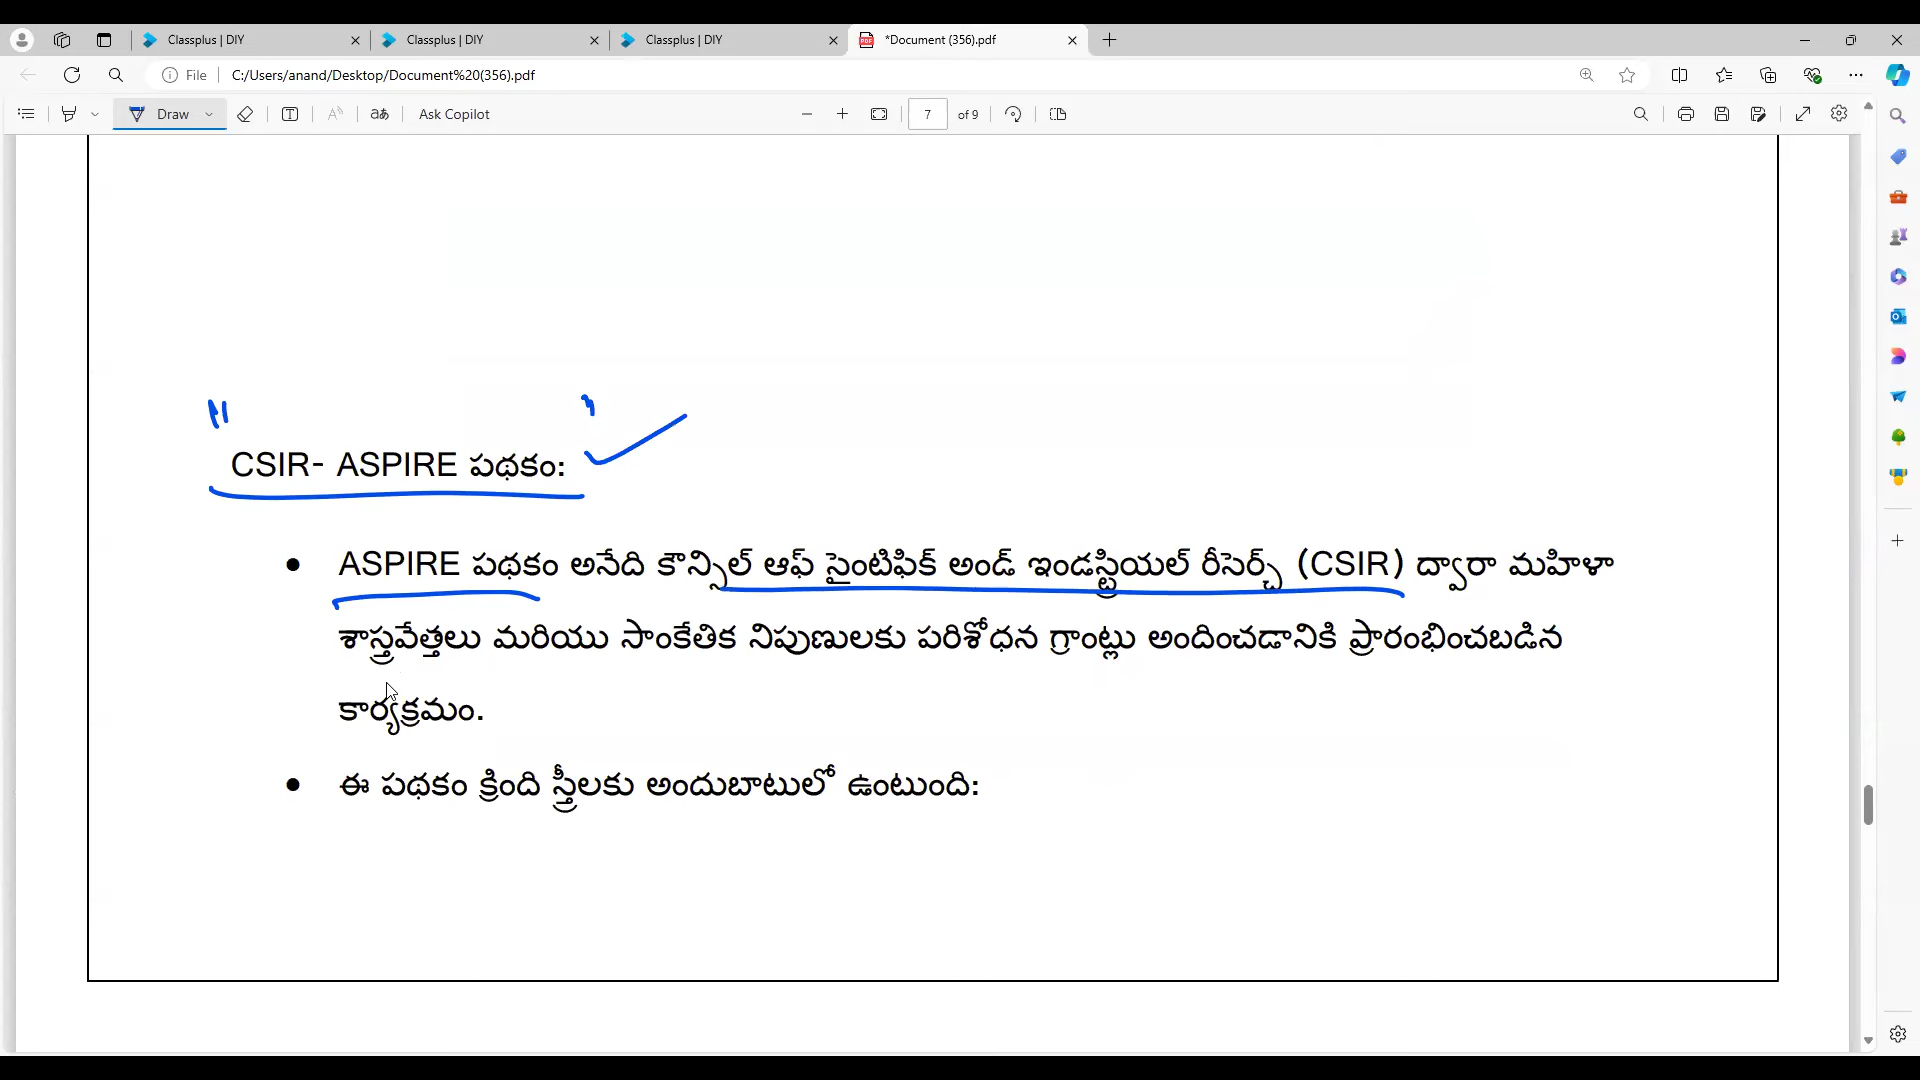 Classplus | DIY
Classplus | DIY
Classplus | DIY
*Document (356).pdf
File
C:/Users/anand/Desktop/Document%20(356).pdf
Draw
aあ
Ask Copilot
7 of 9
CSIR- ASPIRE పథకం:
• ASPIRE పథకం అనేది కౌన్సిల్ ఆఫ్ సైంటిఫిక్ అండ్ ఇండస్ట్రియల్ రీసెర్చ్ (CSIR) ద్వారా మహిళా
శాస్త్రవేత్తలు మరియు సాంకేతిక నిపుణులకు పరిశోధన గ్రాంట్లు అందించడానికి ప్రారంభించబడిన
కార్యక్రమం.
• ఈ పథకం క్రింది స్త్రీలకు అందుబాటులో ఉంటుంది: